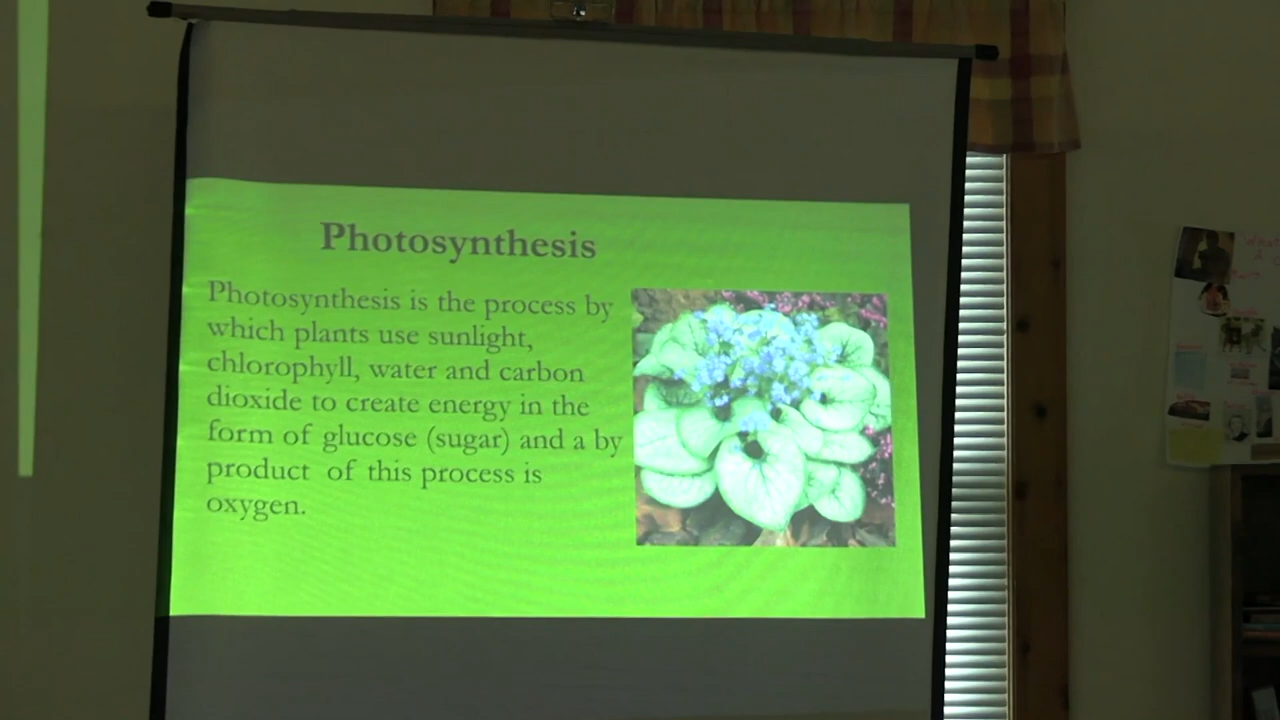 Photosynthesis
Photosynthesis is the process by
which plants use sunlight,
chlorophyll, water and carbon
dioxide to create energy in the
form of glucose (sugar) and a by
product of this process is
oxygen.